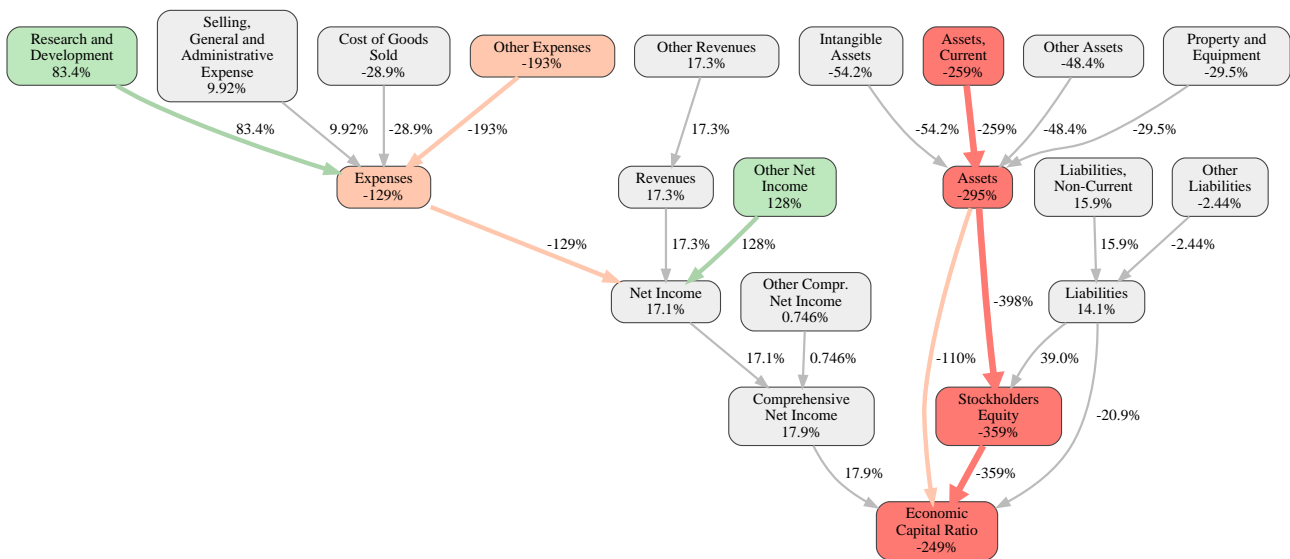 Research and
Development
83.4%
Selling,
General and
Administrative
Expense
9.92%
Cost of Goods
Sold
-28.9%
Other Expenses
-193%
Other Revenues
17.3%
Intangible
Assets
-54.2%
Assets,
Current
-259%
Other Assets
-48.4%
Property and
Equipment
-29.5%
83.4%
9.92%
-28.9%
-193%
17.3%
-54.2%
-259%
-48.4%
-29.5%
Expenses
-129%
Revenues
17.3%
Other Net
Income
128%
Assets
-295%
Liabilities,
Non-Current
15.9%
Other
Liabilities
-2.44%
-129%
17.3%
128%
15.9%
-2.44%
Net Income
17.1%
Other Compr.
Net Income
0.746%
-398%
Liabilities
14.1%
17.1%
0.746%
-110%
39.0%
Comprehensive
Net Income
17.9%
Stockholders
Equity
-359%
-20.9%
17.9%
-359%
Economic
Capital Ratio
-249%